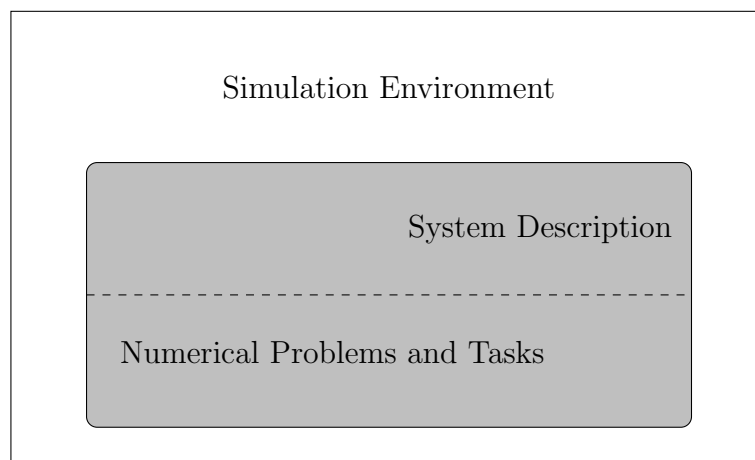 Simulation Environment
System Description
Numerical Problems and Tasks